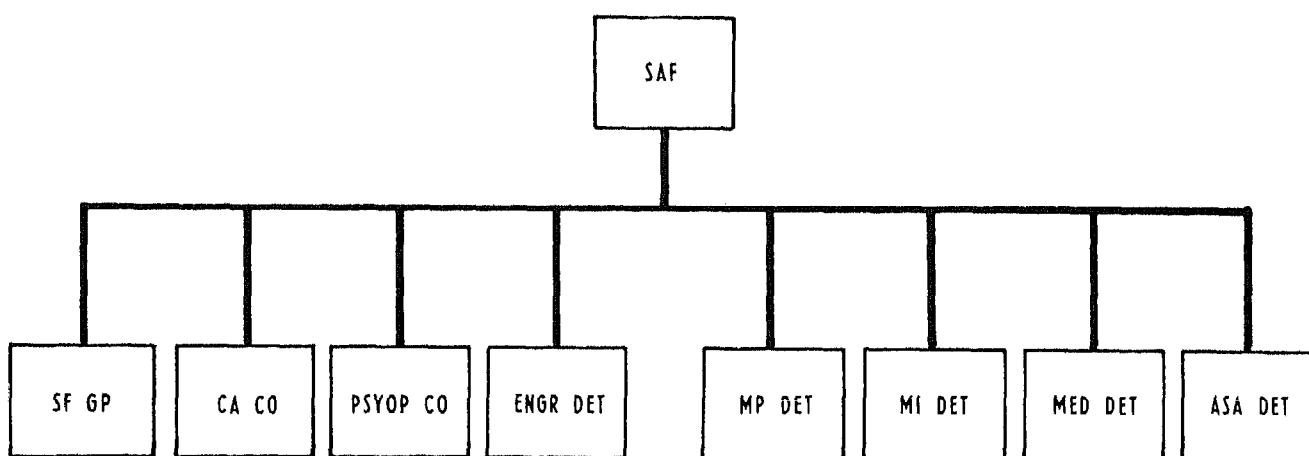 SAF
SF GP
CA CO
PSYOP CO
ENGR DET
MP DET
MI DET
MED DET
ASA DET